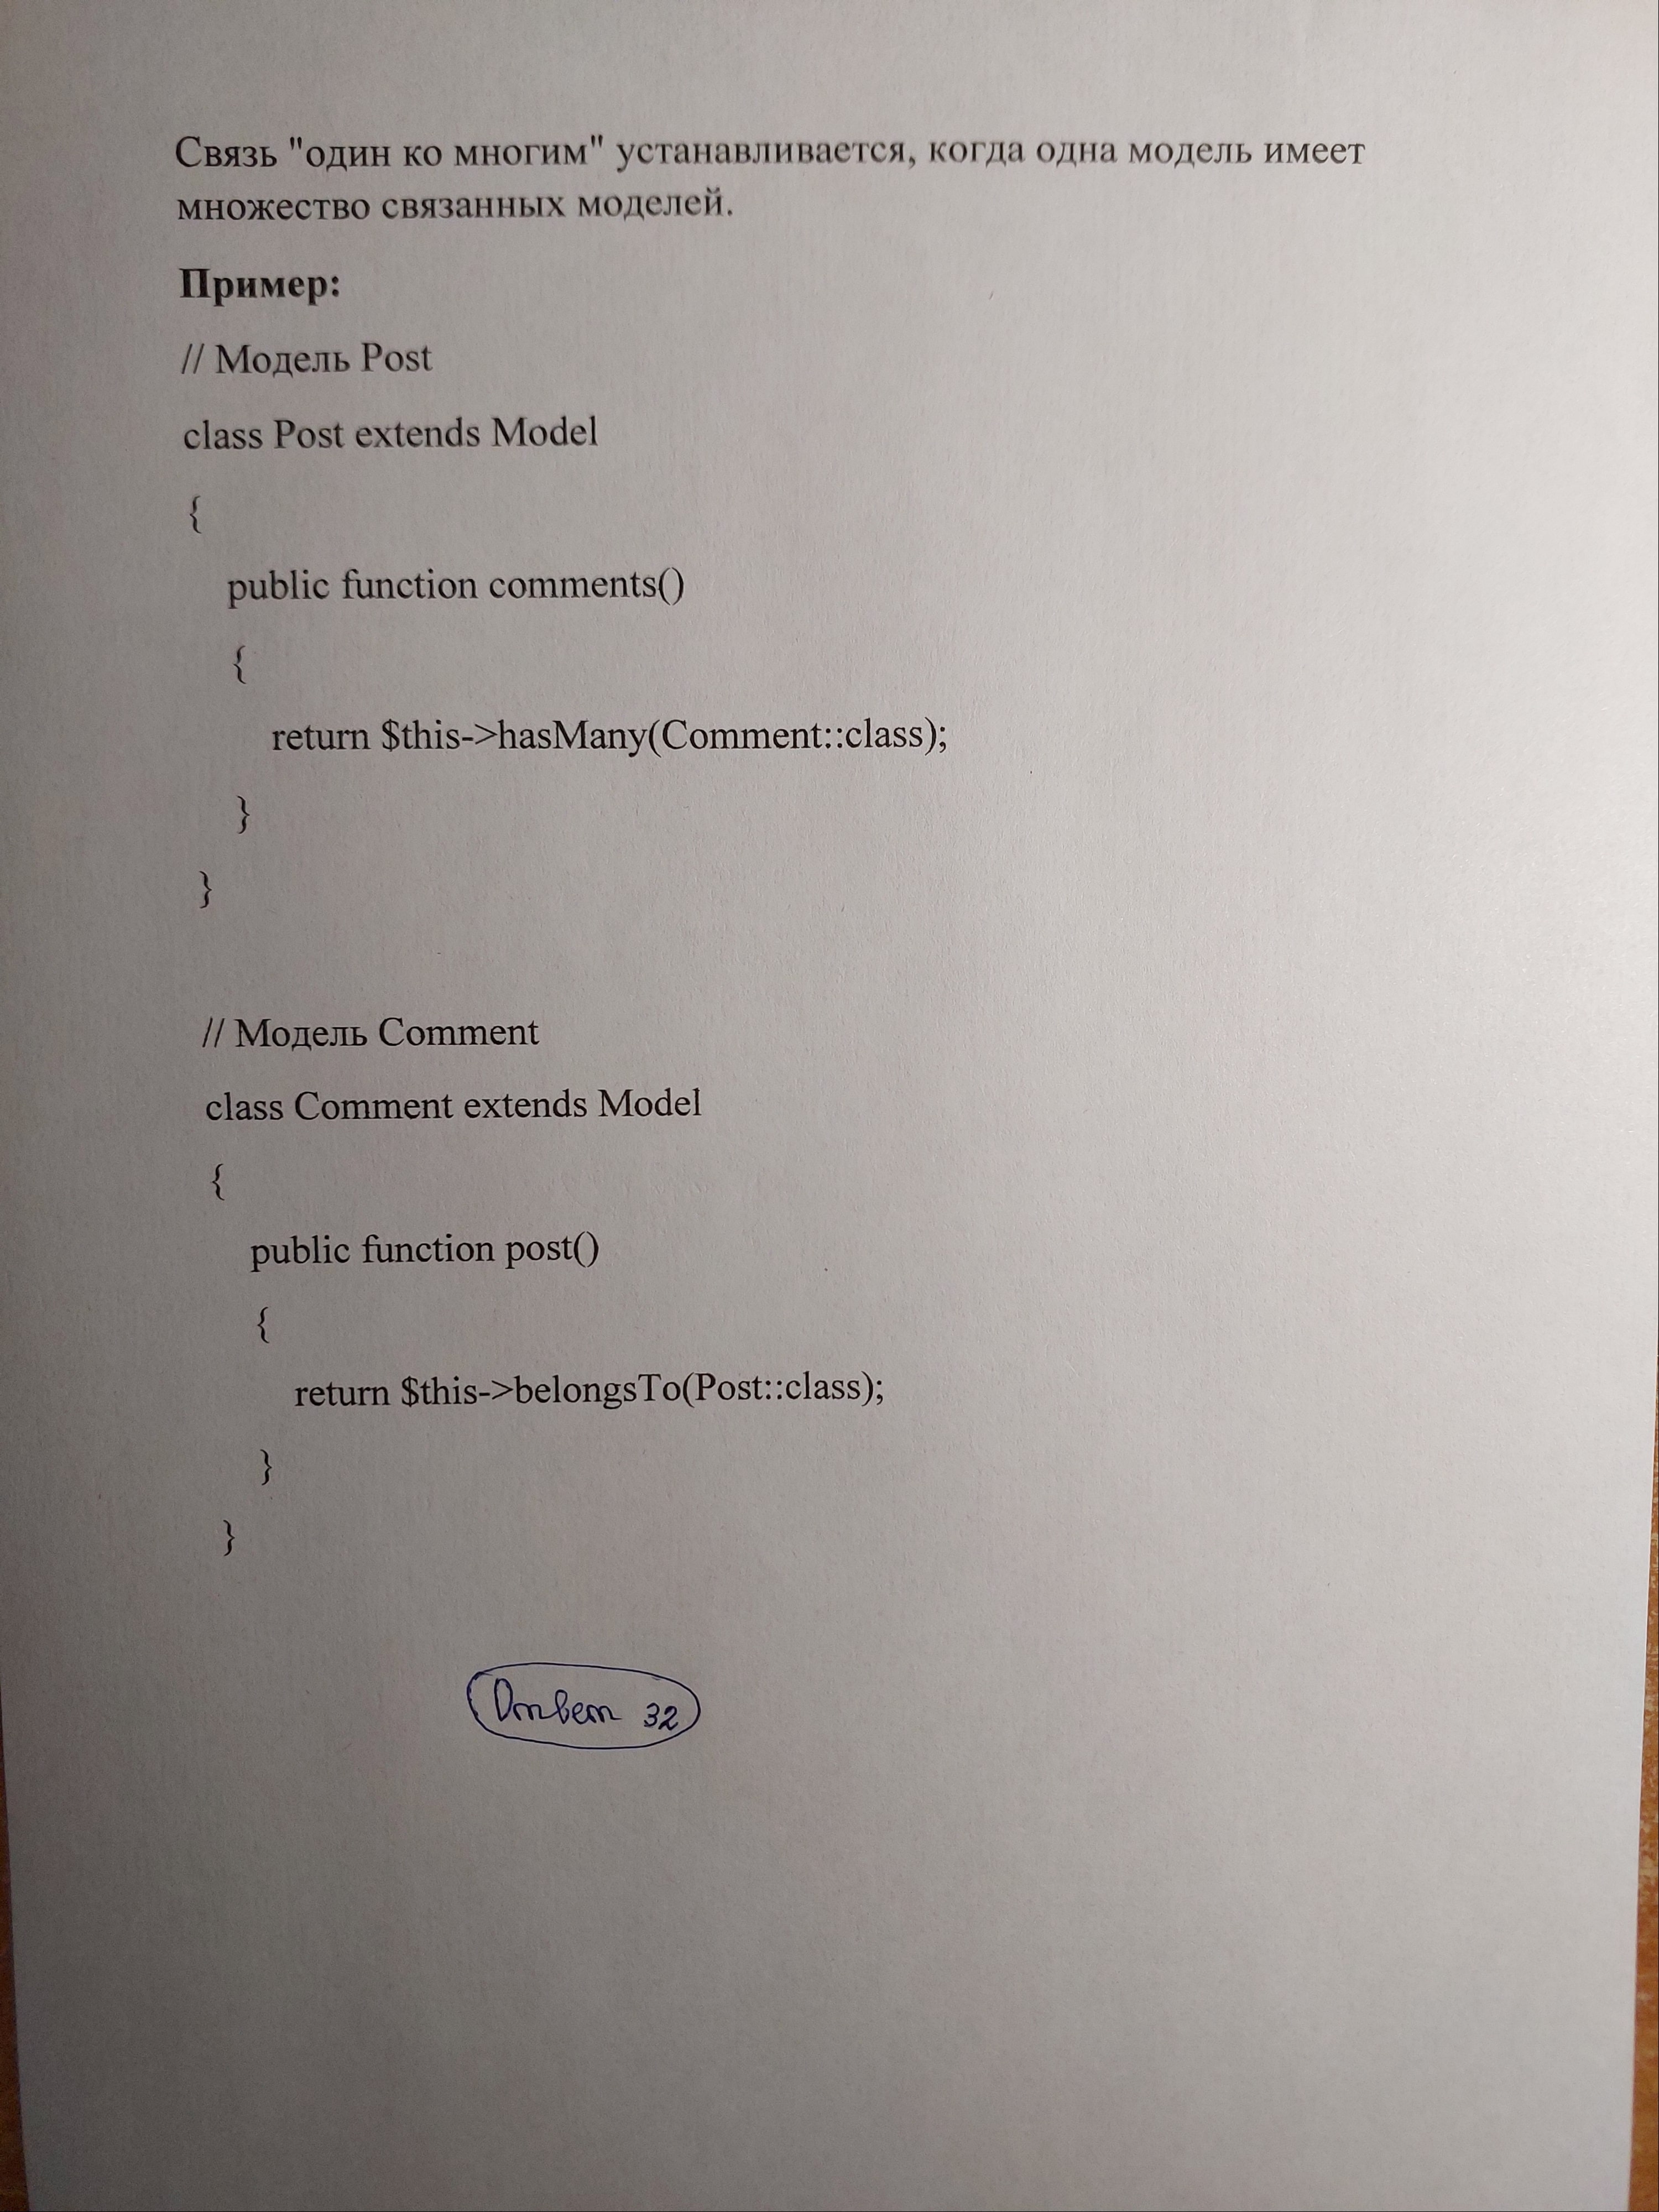 Связь "один ко многим" устанавливается, когда одна модель имеет
множество связанных моделей.
Пример:
// Модель Post
class Post extends Model
{
public function comments()
{
return $this->hasMany(Comment::class);
}
}
// Модель Comment
class Comment extends Model
{
public function post()
{
return $this->belongsTo(Post::class);
}
}
Ответ 32